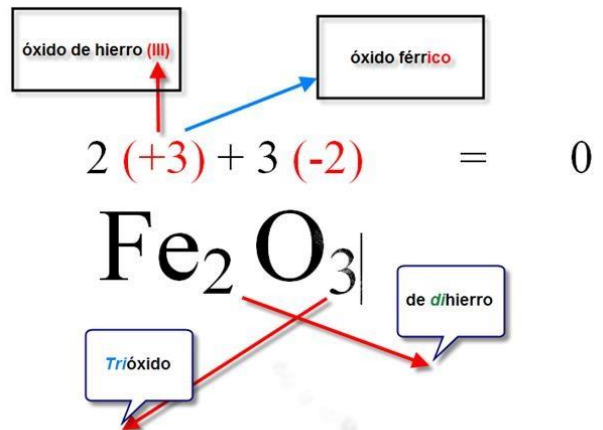 óxido de hierro (III)
óxido férrico
2 (+3) + 3 (-2) = 0
Fe2 O3
de dihierro
Trióxido